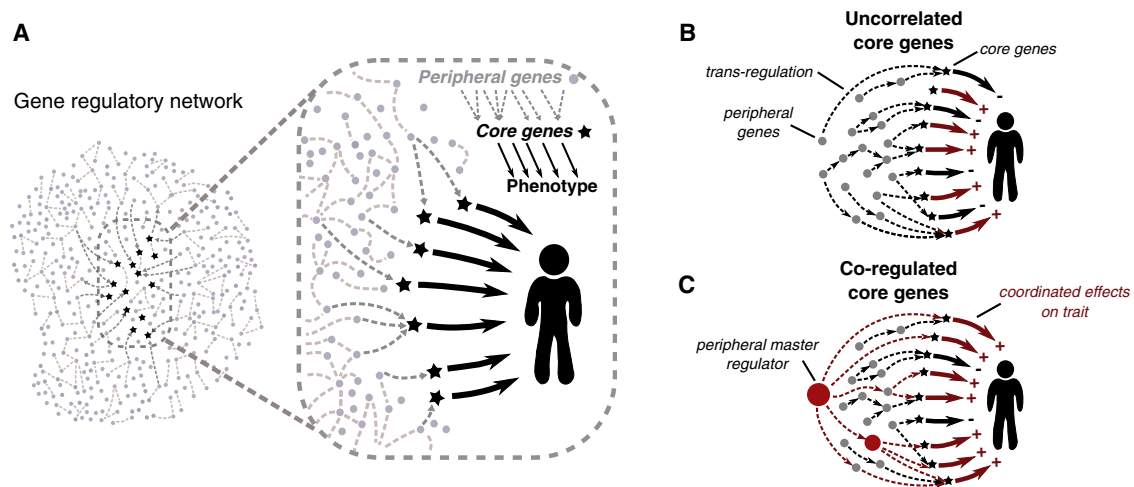 A
Gene regulatory network
Peripheral genes
Core genes
Phenotype
B
Uncorrelated
core genes
core genes
trans-regulation
peripheral
genes
-
+
-
+
+
-
+
-
+
C
Co-regulated
core genes
coordinated effects
on trait
peripheral master
regulator
+
+
-
+
+
-
+
+
+